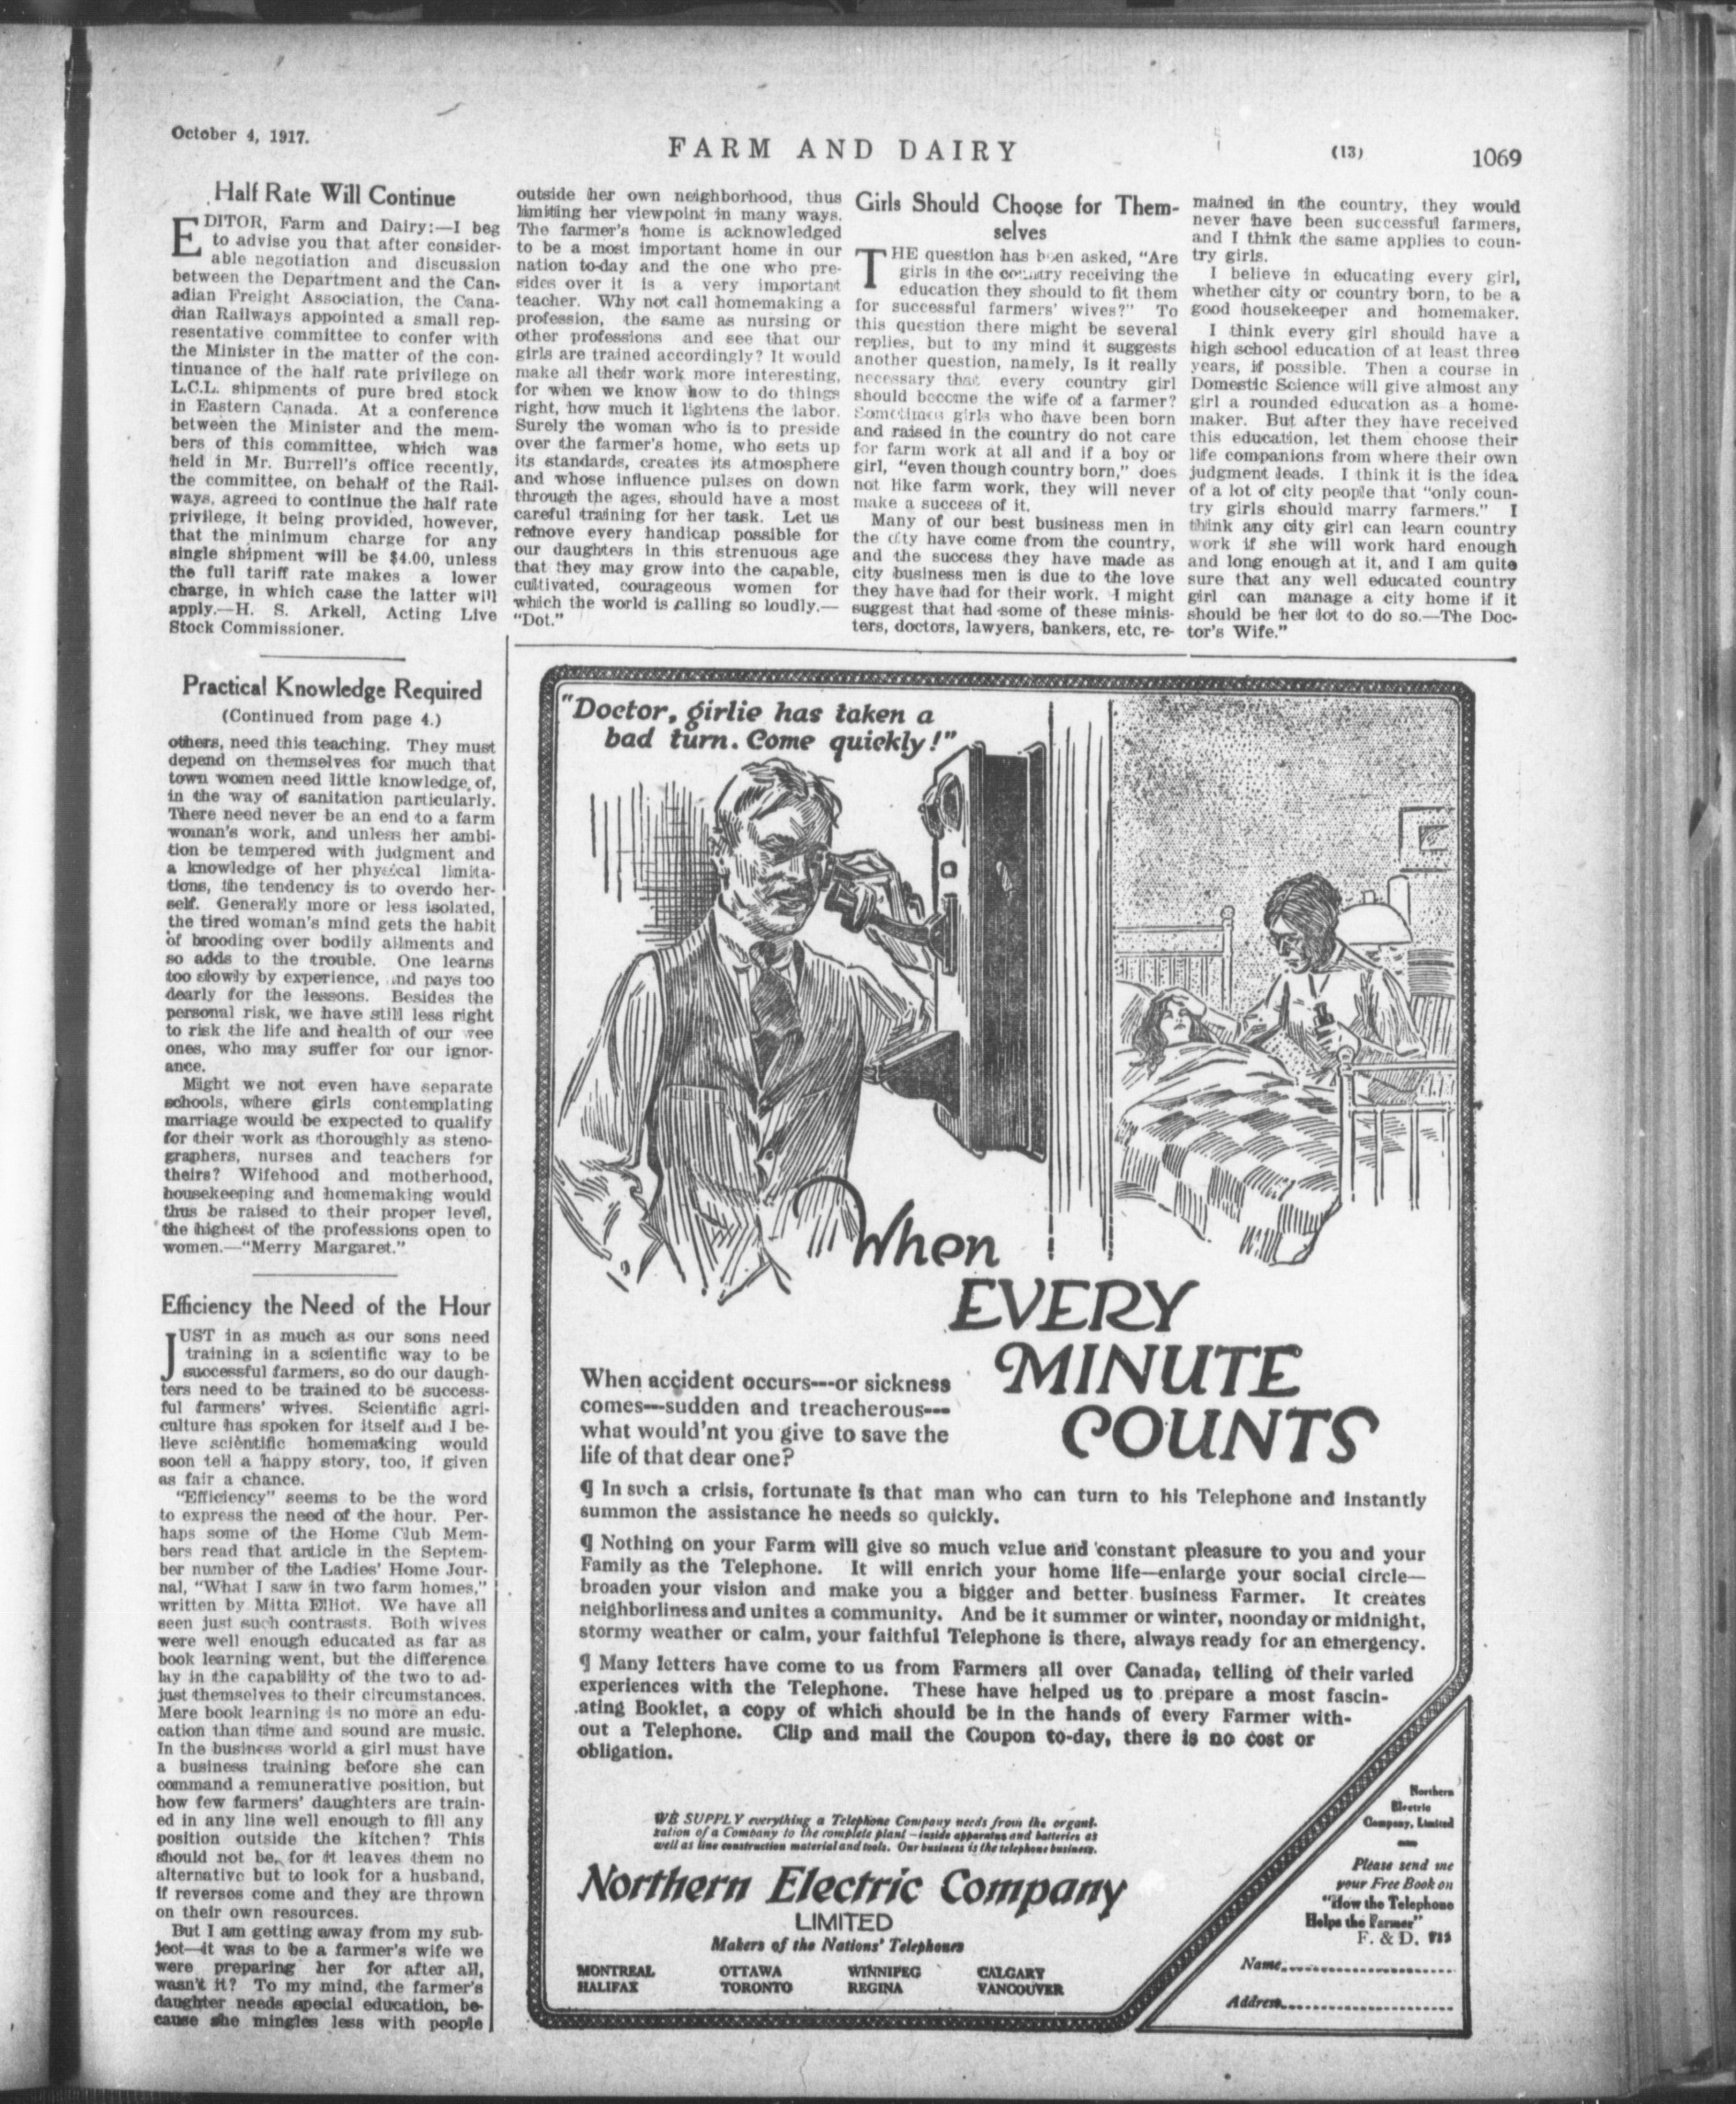 October 4, 1917.
FARM AND DAIRY
(13)
1069
Half Rate Will Continue
EDITOR, Farm and Dairy:—I beg
to advise you that after consider-
able negotiation and discussion
between the Department and the Can-
adian Freight Association, the Cana-
dian Railways appointed a small rep-
resentative committee to confer with
the Minister in the matter of the con-
tinuance of the half rate privilege on
L.C.L. shipments of pure bred stock
in Eastern Canada. At a conference
between the Minister and the mem-
bers of this committee, which was
held in Mr. Burrell's office recently,
the committee, on behalf of the Rail-
ways, agreed to continue the half rate
privilege, it being provided, however,
that the minimum charge for any
single shipment will be $4.00, unless
the full tariff rate makes a lower
charge, in which case the latter will
apply.—H. S. Arkell, Acting Live
Stock Commissioner.
Practical Knowledge Required
(Continued from page 4.)
others, need this teaching. They must
depend on themselves for much that
town women need little knowledge of,
in the way of sanitation particularly.
There need never be an end to a farm
woman's work, and unless her ambi-
tion be tempered with judgment and
a knowledge of her physical limita-
tions, the tendency is to overdo her-
self. Generally more or less isolated,
the tired woman's mind gets the habit
of brooding over bodily ailments and
so adds to the trouble. One learns
too slowly by experience, and pays too
dearly for the lessons. Besides the
personal risk, we have still less right
to risk the life and health of our wee
ones, who may suffer for our ignor-
ance.
Might we not even have separate
schools, where girls contemplating
marriage would be expected to qualify
for their work as thoroughly as steno-
graphers, nurses and teachers for
theirs? Wifehood and motherhood,
housekeeping and homemaking would
thus be raised to their proper level,
the highest of the professions open to
women.—"Merry Margaret."
Efficiency the Need of the Hour
JUST in as much as our sons need
training in a scientific way to be
successful farmers, so do our daugh-
ters need to be trained to be success-
ful farmers' wives. Scientific agri-
culture has spoken for itself and I be-
lieve scientific homemaking would
soon tell a happy story, too, if given
as fair a chance.
"Efficiency" seems to be the word
to express the need of the hour. Per-
haps some of the Home Club Mem-
bers read that article in the Septem-
ber number of the Ladies' Home Jour-
nal, "What I saw in two farm homes,"
written by Mitta Elliot. We have all
seen just such contrasts. Both wives
were well enough educated as far as
book learning went, but the difference
lay in the capability of the two to ad-
just themselves to their circumstances.
Mere book learning is no more an edu-
cation than time and sound are music.
In the business world a girl must have
a business training before she can
command a remunerative position, but
how few farmers' daughters are train-
ed in any line well enough to fill any
position outside the kitchen? This
should not be, for it leaves them no
alternative but to look for a husband,
if reverses come and they are thrown
on their own resources.
But I am getting away from my sub-
ject—it was to be a farmer's wife we
were preparing her for after all,
wasn't it? To my mind, the farmer's
daughter needs special education, be-
cause she mingles less with people
outside her own neighborhood, thus
limiting her viewpoint in many ways.
The farmer's home is acknowledged
to be a most important home in our
nation to-day and the one who pre-
sides over it is a very important
teacher. Why not call homemaking a
profession, the same as nursing or
other professions and see that our
girls are trained accordingly? It would
make all their work more interesting,
for when we know how to do things
right, how much it lightens the labor.
Surely the woman who is to preside
over the farmer's home, who sets up
its standards, creates its atmosphere
and whose influence pulses on down
through the ages, should have a most
careful training for her task. Let us
remove every handicap possible for
our daughters in this strenuous age
that they may grow into the capable,
cultivated, courageous women for
which the world is calling so loudly.—
"Dot."
Girls Should Choose for Them-
selves
THE question has been asked, "Are
girls in the country receiving the
education they should to fit them
for successful farmers' wives?" To
this question there might be several
replies, but to my mind it suggests
another question, namely, Is it really
necessary that every country girl
should become the wife of a farmer?
Sometimes girls who have been born
and raised in the country do not care
for farm work at all and if a boy or
girl, "even though country born," does
not like farm work, they will never
make a success of it.
Many of our best business men in
the city have come from the country,
and the success they have made as
city business men is due to the love
they have had for their work. I might
suggest that had some of these minis-
ters, doctors, lawyers, bankers, etc, re-
mained in the country, they would
never have been successful farmers,
and I think the same applies to coun-
try girls.
I believe in educating every girl,
whether city or country born, to be a
good housekeeper and homemaker.
I think every girl should have a
high school education of at least three
years, if possible. Then a course in
Domestic Science will give almost any
girl a rounded education as a home-
maker. But after they have received
this education, let them choose their
life companions from where their own
judgment leads. I think it is the idea
of a lot of city people that "only coun-
try girls should marry farmers." I
think any city girl can learn country
work if she will work hard enough
and long enough at it, and I am quite
sure that any well educated country
girl can manage a city home if it
should be her lot to do so.—The Doc-
tor's Wife."
"Doctor, girlie has taken a
bad turn. Come quickly!"
When
EVERY
MINUTE
COUNTS
When accident occurs---or sickness
comes---sudden and treacherous---
what would'nt you give to save the
life of that dear one?
¶ In such a crisis, fortunate is that man who can turn to his Telephone and instantly
summon the assistance he needs so quickly.
¶ Nothing on your Farm will give so much value and constant pleasure to you and your
Family as the Telephone. It will enrich your home life—enlarge your social circle—
broaden your vision and make you a bigger and better business Farmer. It creates
neighborliness and unites a community. And be it summer or winter, noonday or midnight,
stormy weather or calm, your faithful Telephone is there, always ready for an emergency.
¶ Many letters have come to us from Farmers all over Canada, telling of their varied
experiences with the Telephone. These have helped us to prepare a most fascin-
ating Booklet, a copy of which should be in the hands of every Farmer with-
out a Telephone. Clip and mail the Coupon to-day, there is no cost or
obligation.
WE SUPPLY everything a Telephone Company needs from the organi-
zation of a Company to the complete plant—inside apparatus and batteries as
well as line construction material and tools. Our business is the telephone business.
Northern Electric Company
LIMITED
Makers of the Nations' Telephones
MONTREAL OTTAWA WINNIPEG CALGARY
HALIFAX TORONTO REGINA VANCOUVER
Northern
Electric
Company, Limited
Please send me
your Free Book on
"How the Telephone
Helps the Farmer"
F. & D.
Name
Address